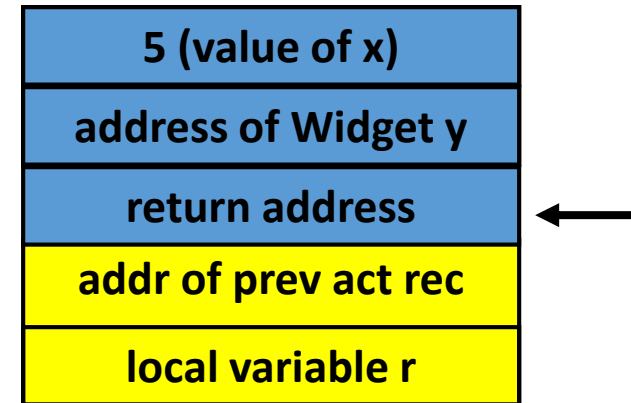 5 (value of x)
address of Widget y
return address
addr of prev act rec
local variable r